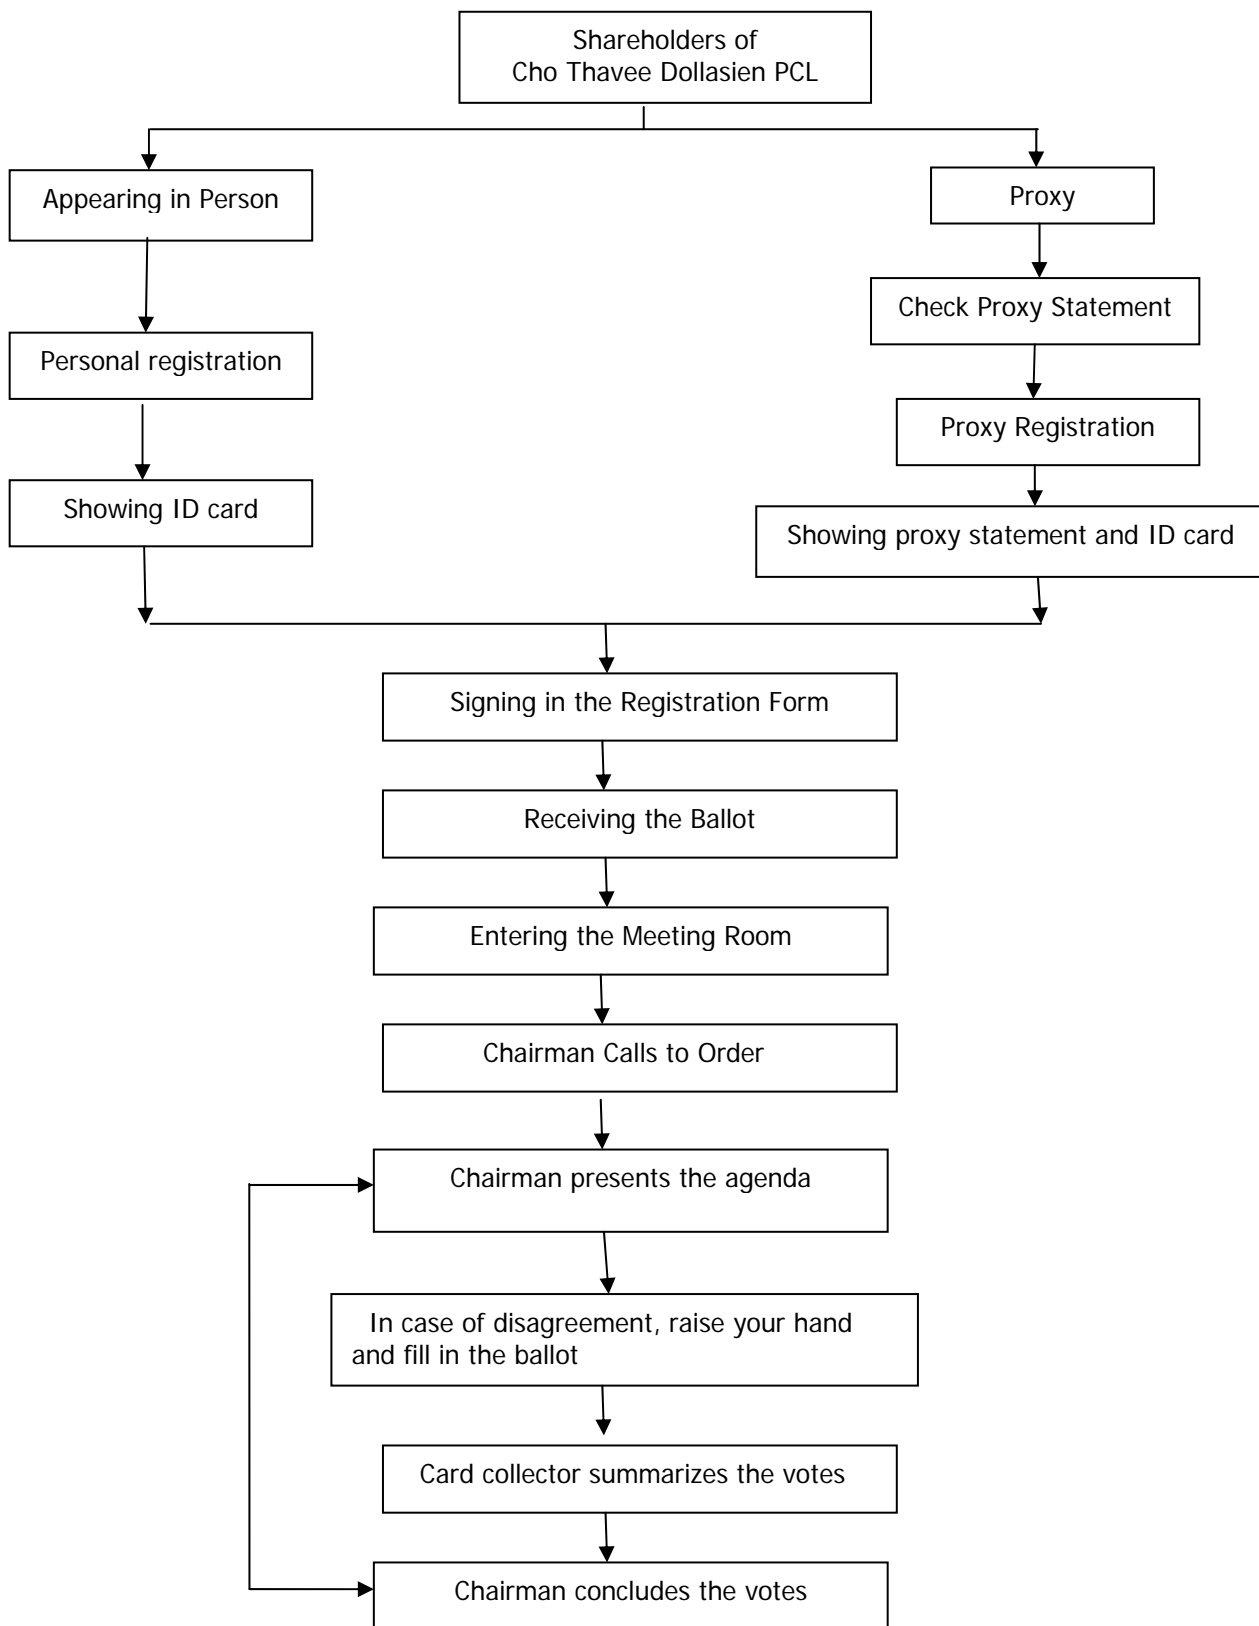 Shareholders of
Cho Thavee Dollasien PCL
Appearing in Person
Proxy
Check Proxy Statement
Personal registration
Proxy Registration
Showing ID card
Showing proxy statement and ID card
Signing in the Registration Form
Receiving the Ballot
Entering the Meeting Room
Chairman Calls to Order
Chairman presents the agenda
In case of disagreement, raise your hand
and fill in the ballot
Card collector summarizes the votes
Chairman concludes the votes